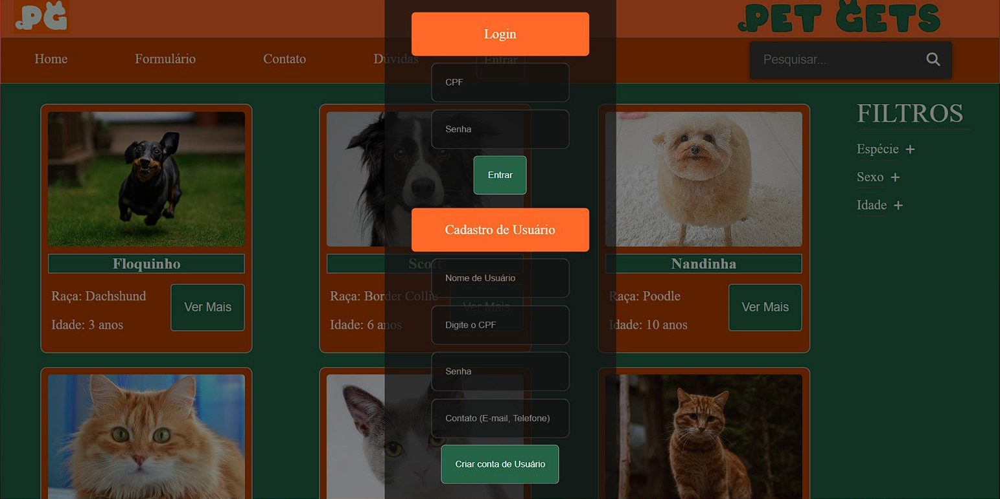 PG
PET GETS
Home
Formulário
Contato
Dúvidas
Entrar
Pesquisar...
Login
CPF
Senha
Entrar
Cadastro de Usuário
Nome de Usuário
Digite o CPF
Senha
Contato (E-mail, Telefone)
Criar conta de Usuário
Floquinho
Raça: Dachshund
Idade: 3 anos
Ver Mais
Scott
Raça: Border Collie
Idade: 6 anos
Ver Mais
Nandinha
Raça: Poodle
Idade: 10 anos
Ver Mais
FILTROS
Espécie +
Sexo +
Idade +